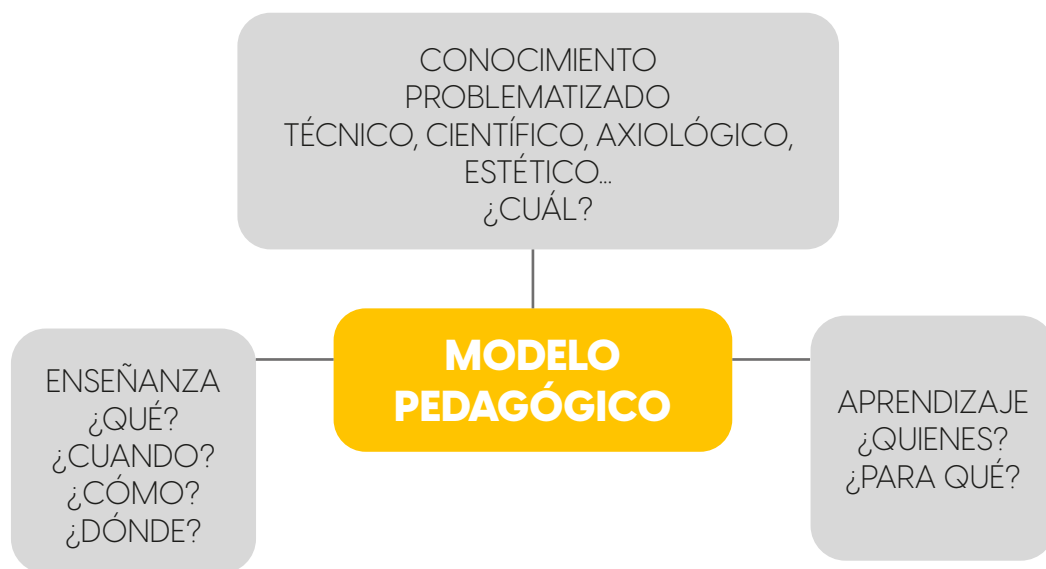 CONOCIMIENTO
PROBLEMATIZADO
TÉCNICO, CIENTÍFICO, AXIOLÓGICO,
ESTÉTICO...
¿CUÁL?
MODELO
PEDAGÓGICO
ENSEÑANZA
¿QUÉ?
¿CUANDO?
¿CÓMO?
¿DÓNDE?
APRENDIZAJE
¿QUIENES?
¿PARA QUÉ?